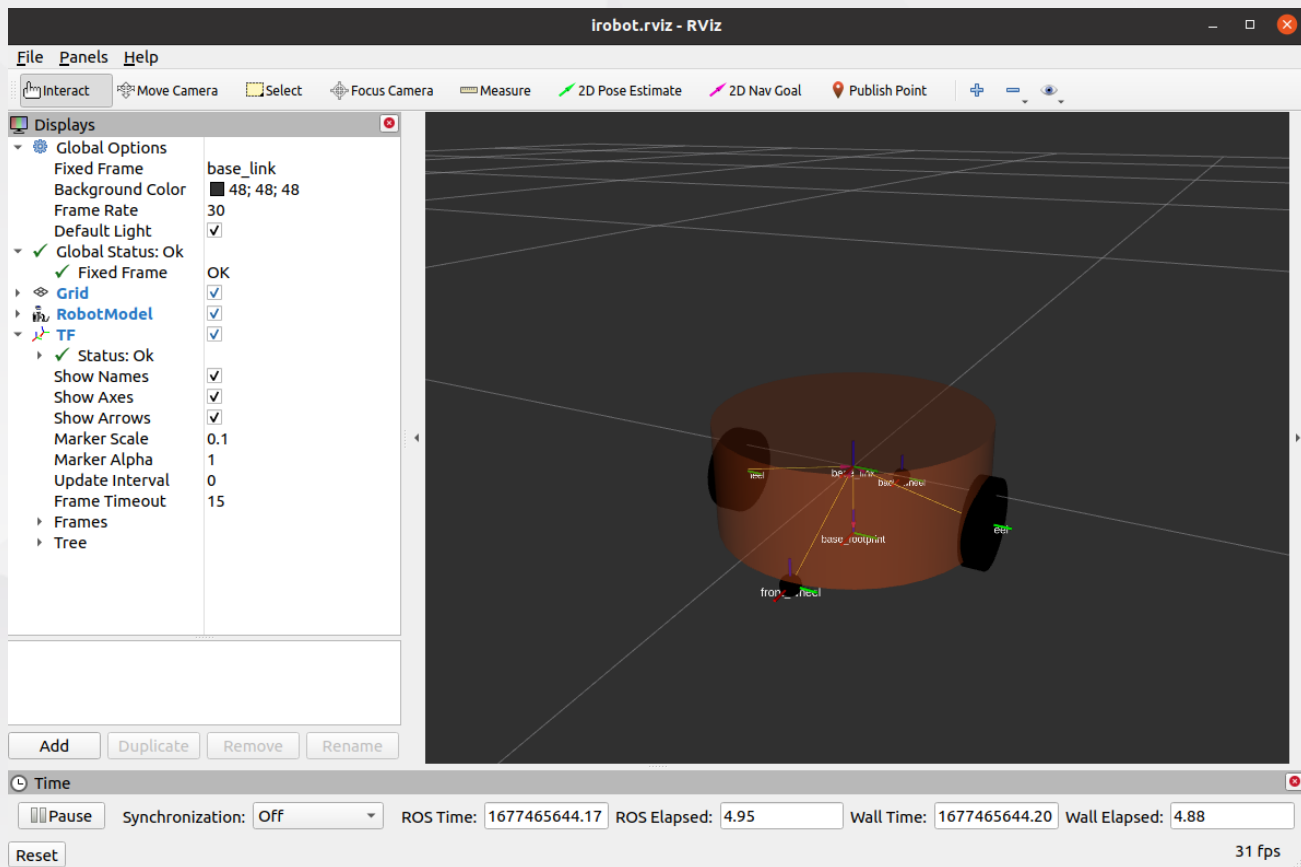 irobot.rviz - RViz
File Panels Help
Interact Move Camera Select Focus Camera Measure 2D Pose Estimate 2D Nav Goal Publish Point
Displays
Global Options
Fixed Frame base_link
Background Color 48; 48; 48
Frame Rate 30
Default Light
Global Status: Ok
Fixed Frame OK
Grid
RobotModel
TF
Status: Ok
Show Names
Show Axes
Show Arrows
Marker Scale 0.1
Marker Alpha 1
Update Interval 0
Frame Timeout 15
Frames
Tree
base_link
base_footprint
Add Duplicate Remove Rename
Time
Pause Synchronization: Off ROS Time: 1677465644.17 ROS Elapsed: 4.95 Wall Time: 1677465644.20 Wall Elapsed: 4.88
Reset 31 fps